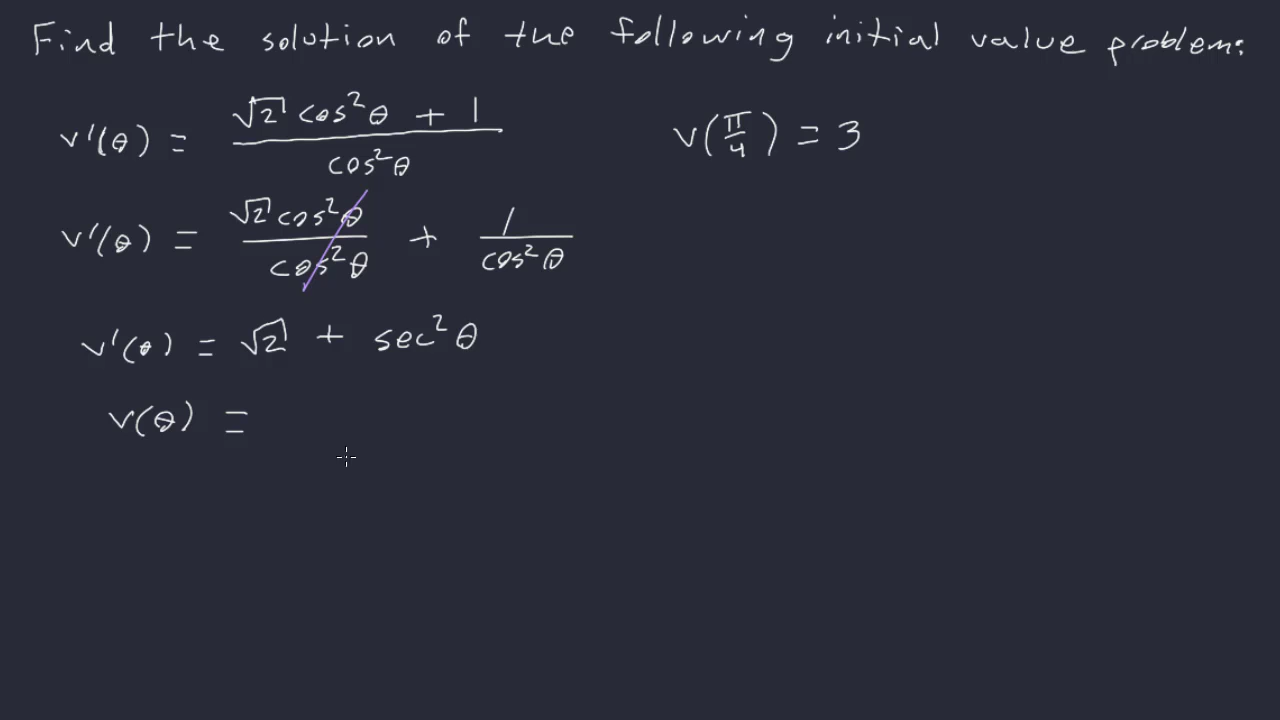 Find the solution of the following initial value problem:
v'(θ) = (√2 cos²θ + 1)/(cos²θ) v(π/4) = 3
v'(θ) = (√2 cos²θ)/(cos²θ) + 1/(cos²θ)
v'(θ) = √2 + sec²θ
v(θ) =